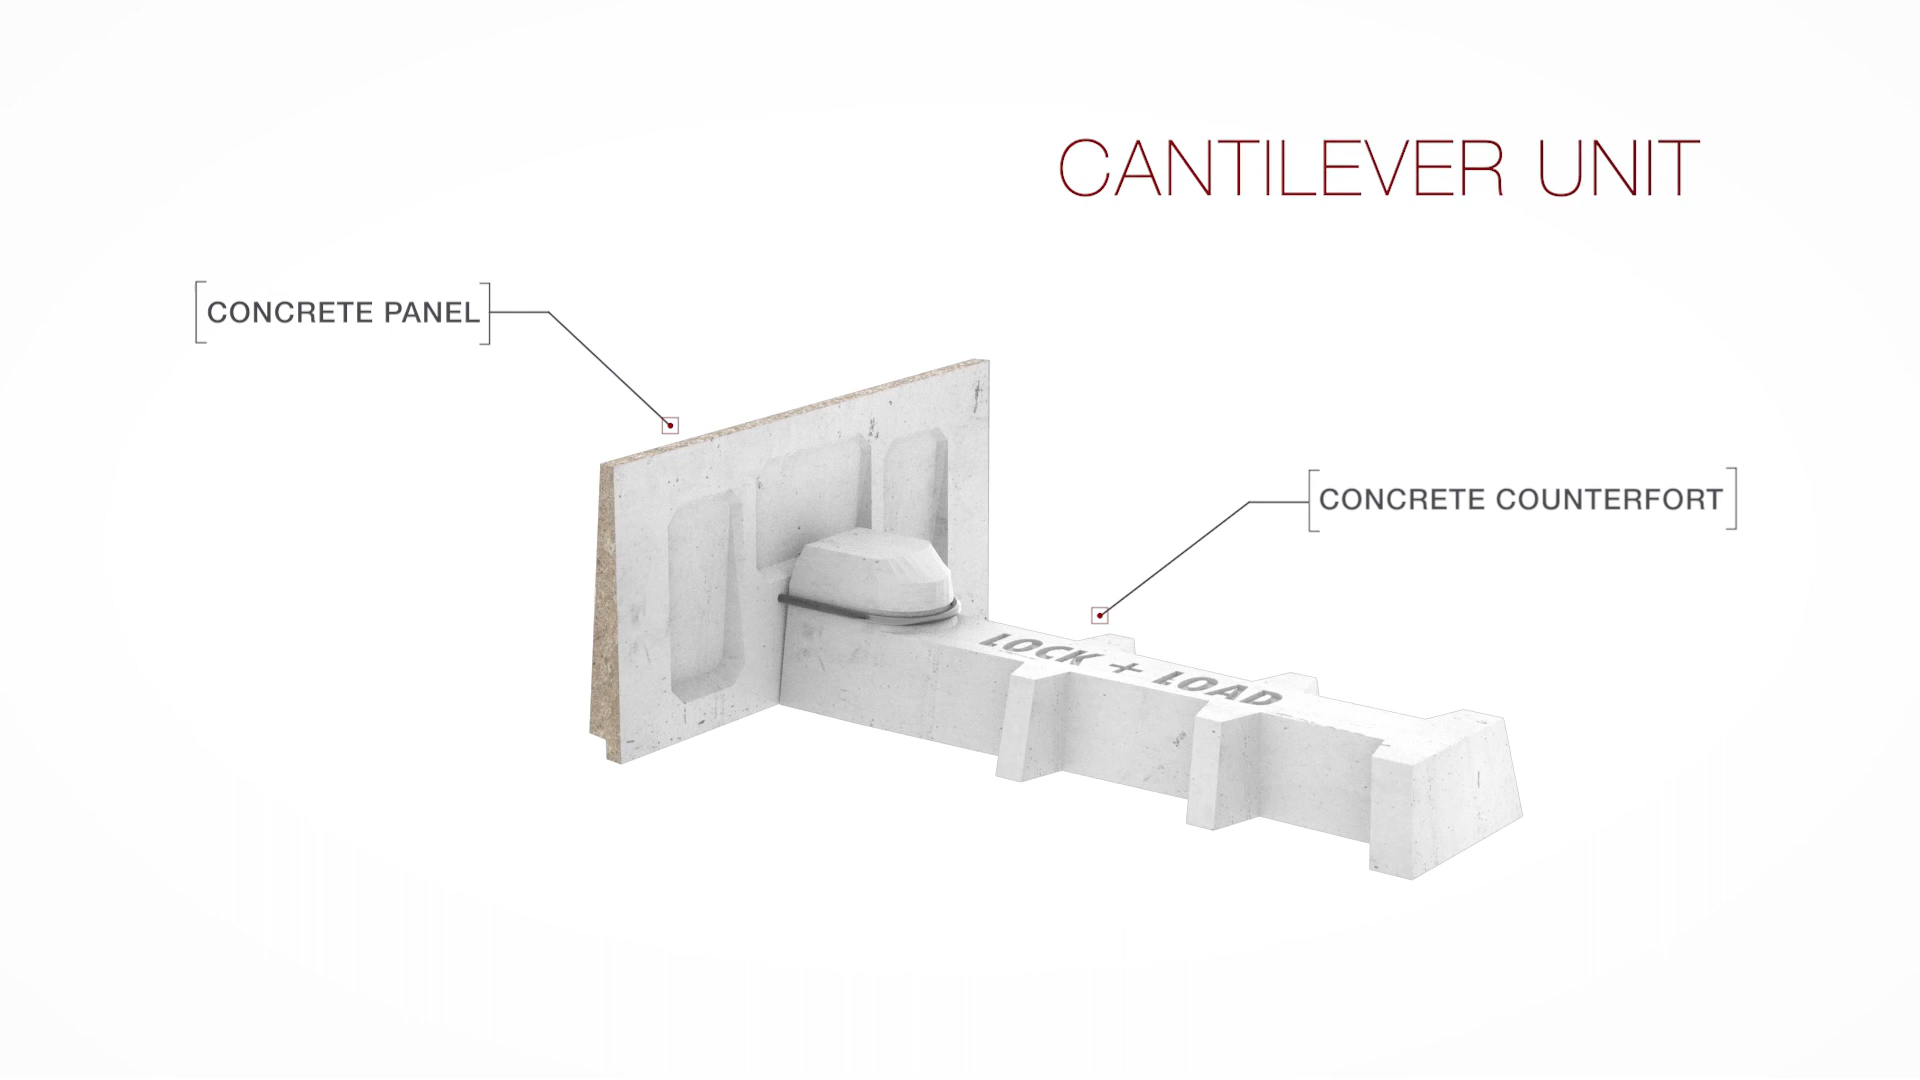 CANTILEVER UNIT
CONCRETE PANEL
CONCRETE COUNTERFORT
LOCK + LOAD